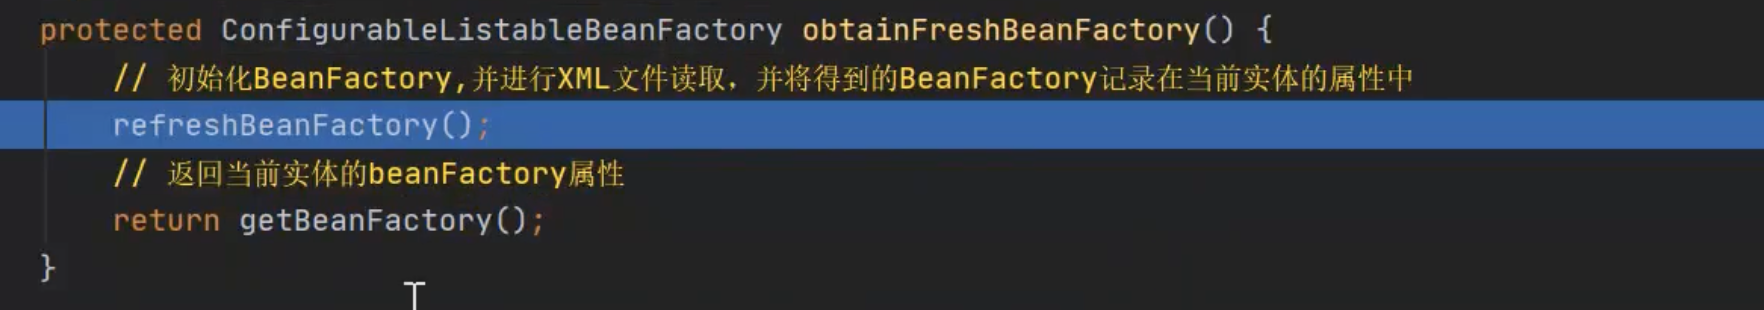 protected ConfigurableListableBeanFactory obtainFreshBeanFactory() {
// 初始化BeanFactory,并进行XML文件读取，并将得到的BeanFactory记录在当前实体的属性中
refreshBeanFactory();
// 返回当前实体的beanFactory属性
return getBeanFactory();
}